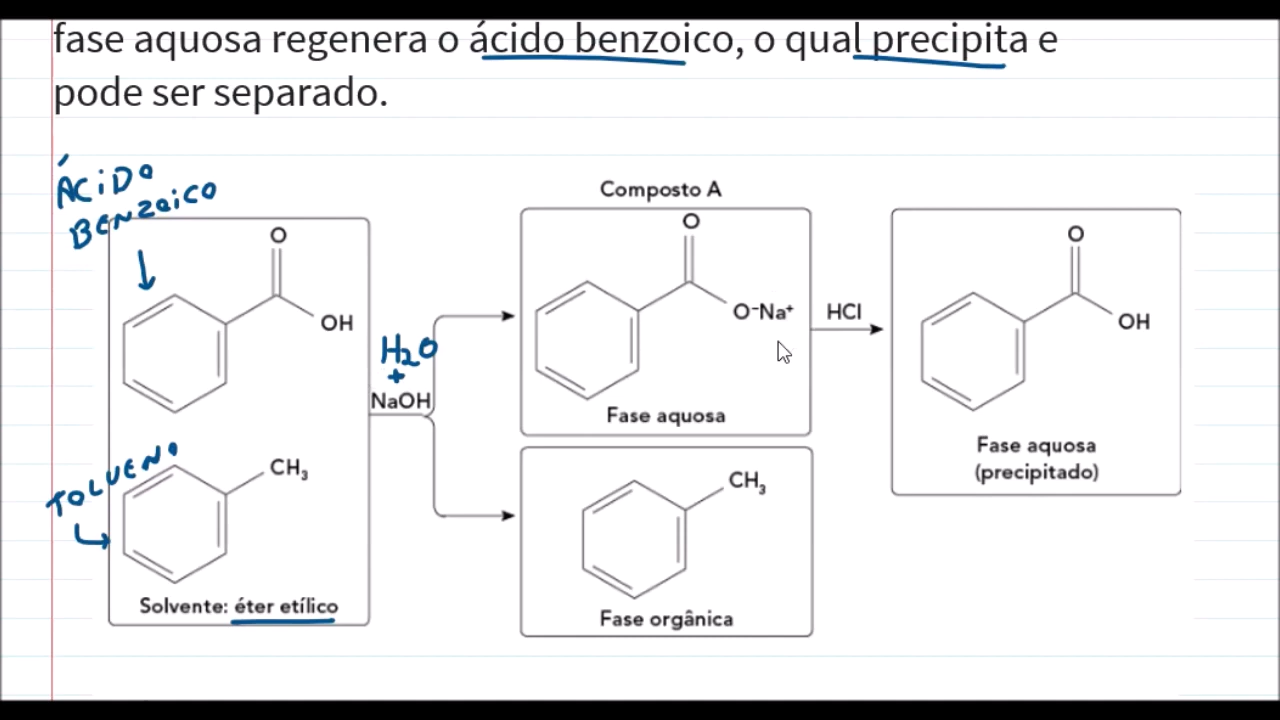 fase aquosa regenera o ácido benzoico, o qual precipita e
pode ser separado.
ÁCIDO
BENZOICO
Composto A
O
OH
O
O⁻Na⁺
HCl
O
OH
H₂O
+
NaOH
Fase aquosa
Fase aquosa
(precipitado)
TOLUENO
CH₃
CH₃
Solvente: éter etílico
Fase orgânica